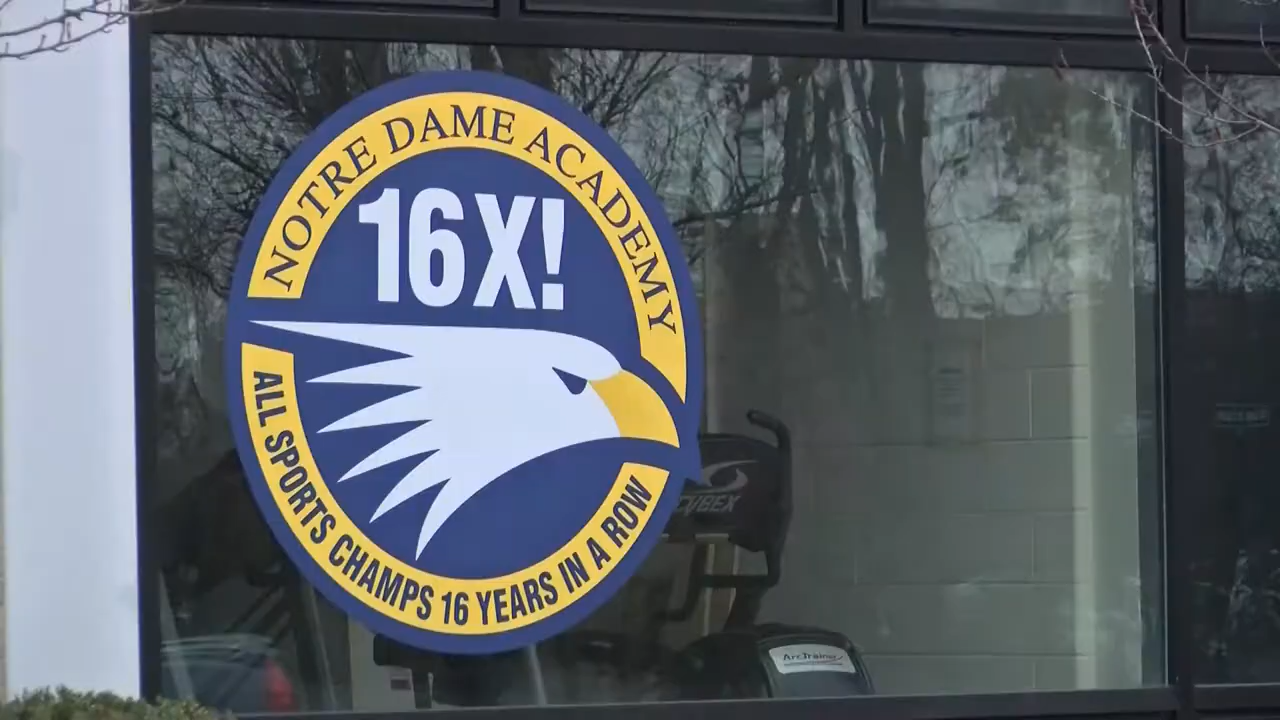 NOTRE DAME ACADEMY
16X!
ALL SPORTS CHAMPS 16 YEARS IN A ROW
CYBEX
ArcTrainer